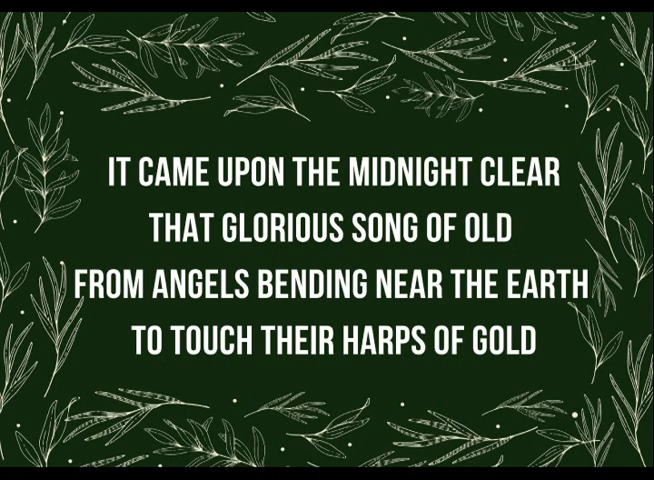 IT CAME UPON THE MIDNIGHT CLEAR
THAT GLORIOUS SONG OF OLD
FROM ANGELS BENDING NEAR THE EARTH
TO TOUCH THEIR HARPS OF GOLD